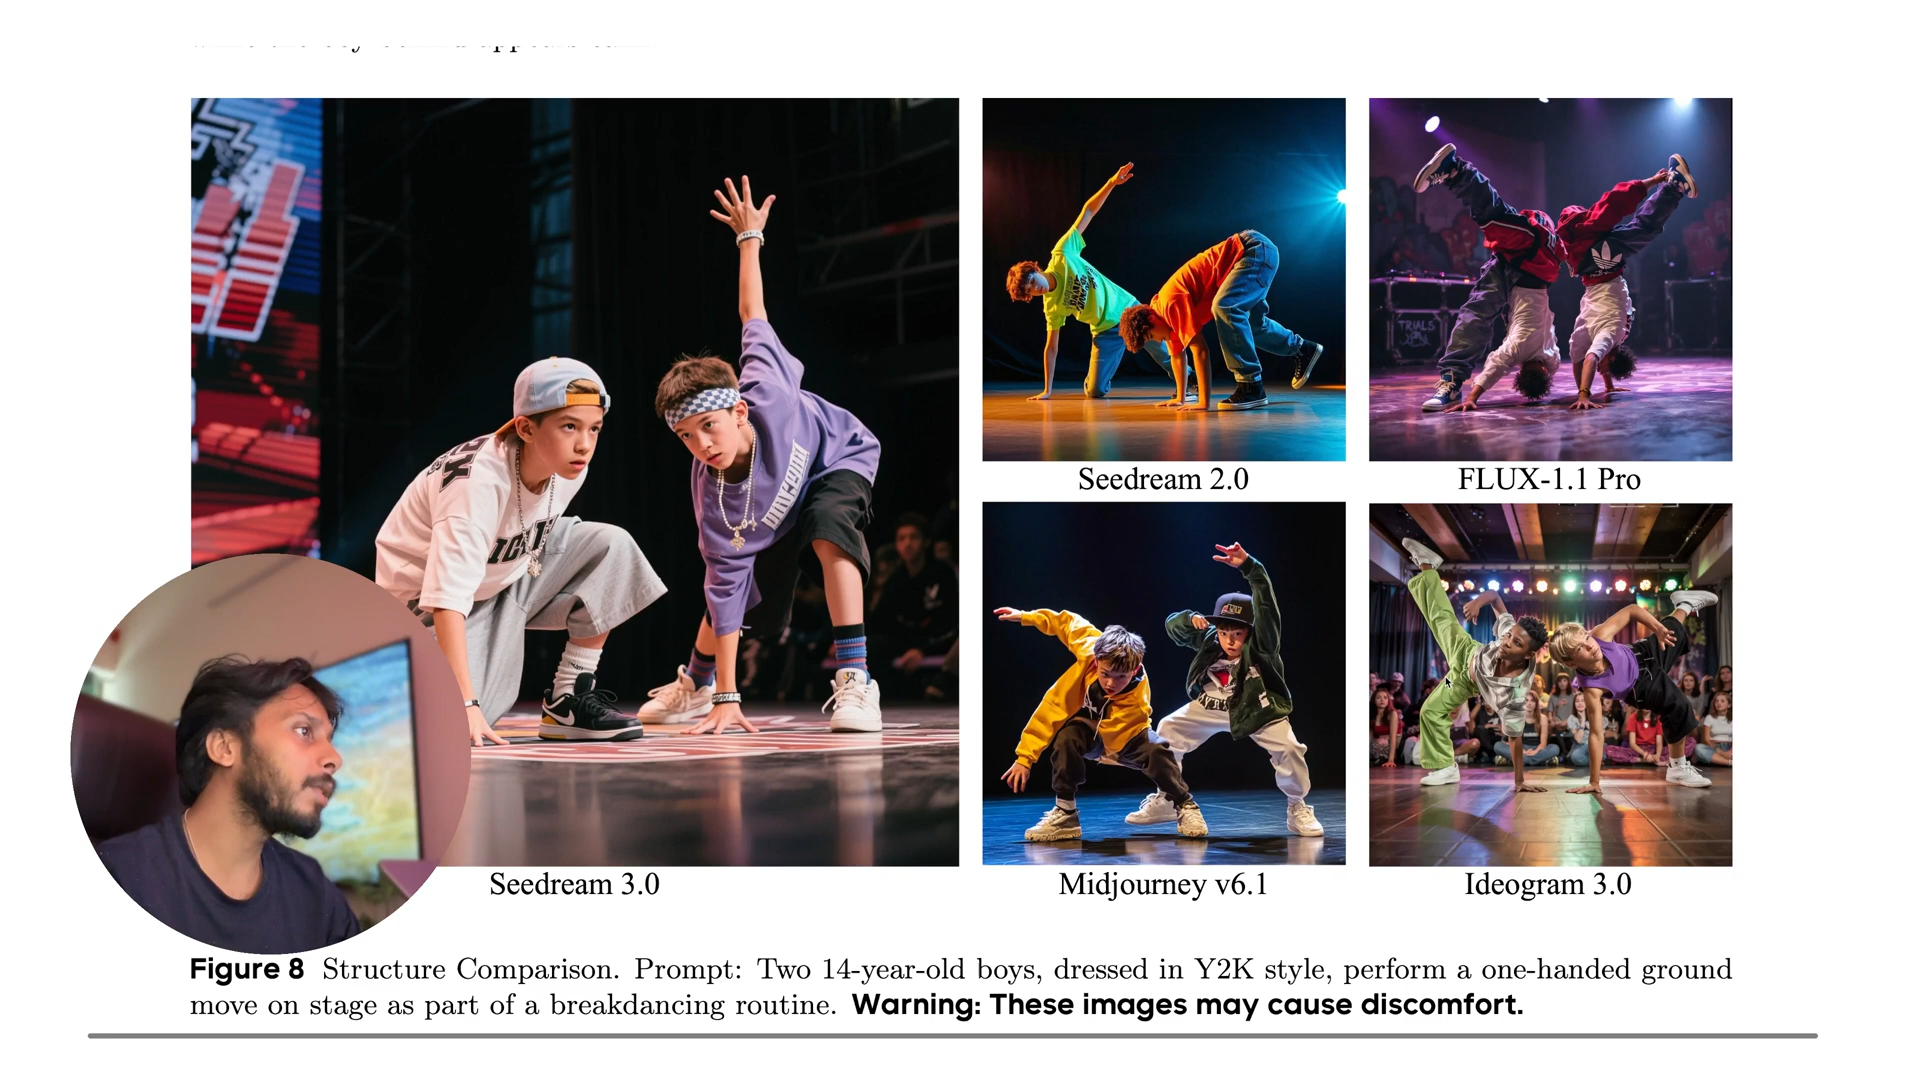 Seedream 2.0
FLUX-1.1 Pro
Seedream 3.0
Midjourney v6.1
Ideogram 3.0
Figure 8 Structure Comparison. Prompt: Two 14-year-old boys, dressed in Y2K style, perform a one-handed ground
move on stage as part of a breakdancing routine. Warning: These images may cause discomfort.